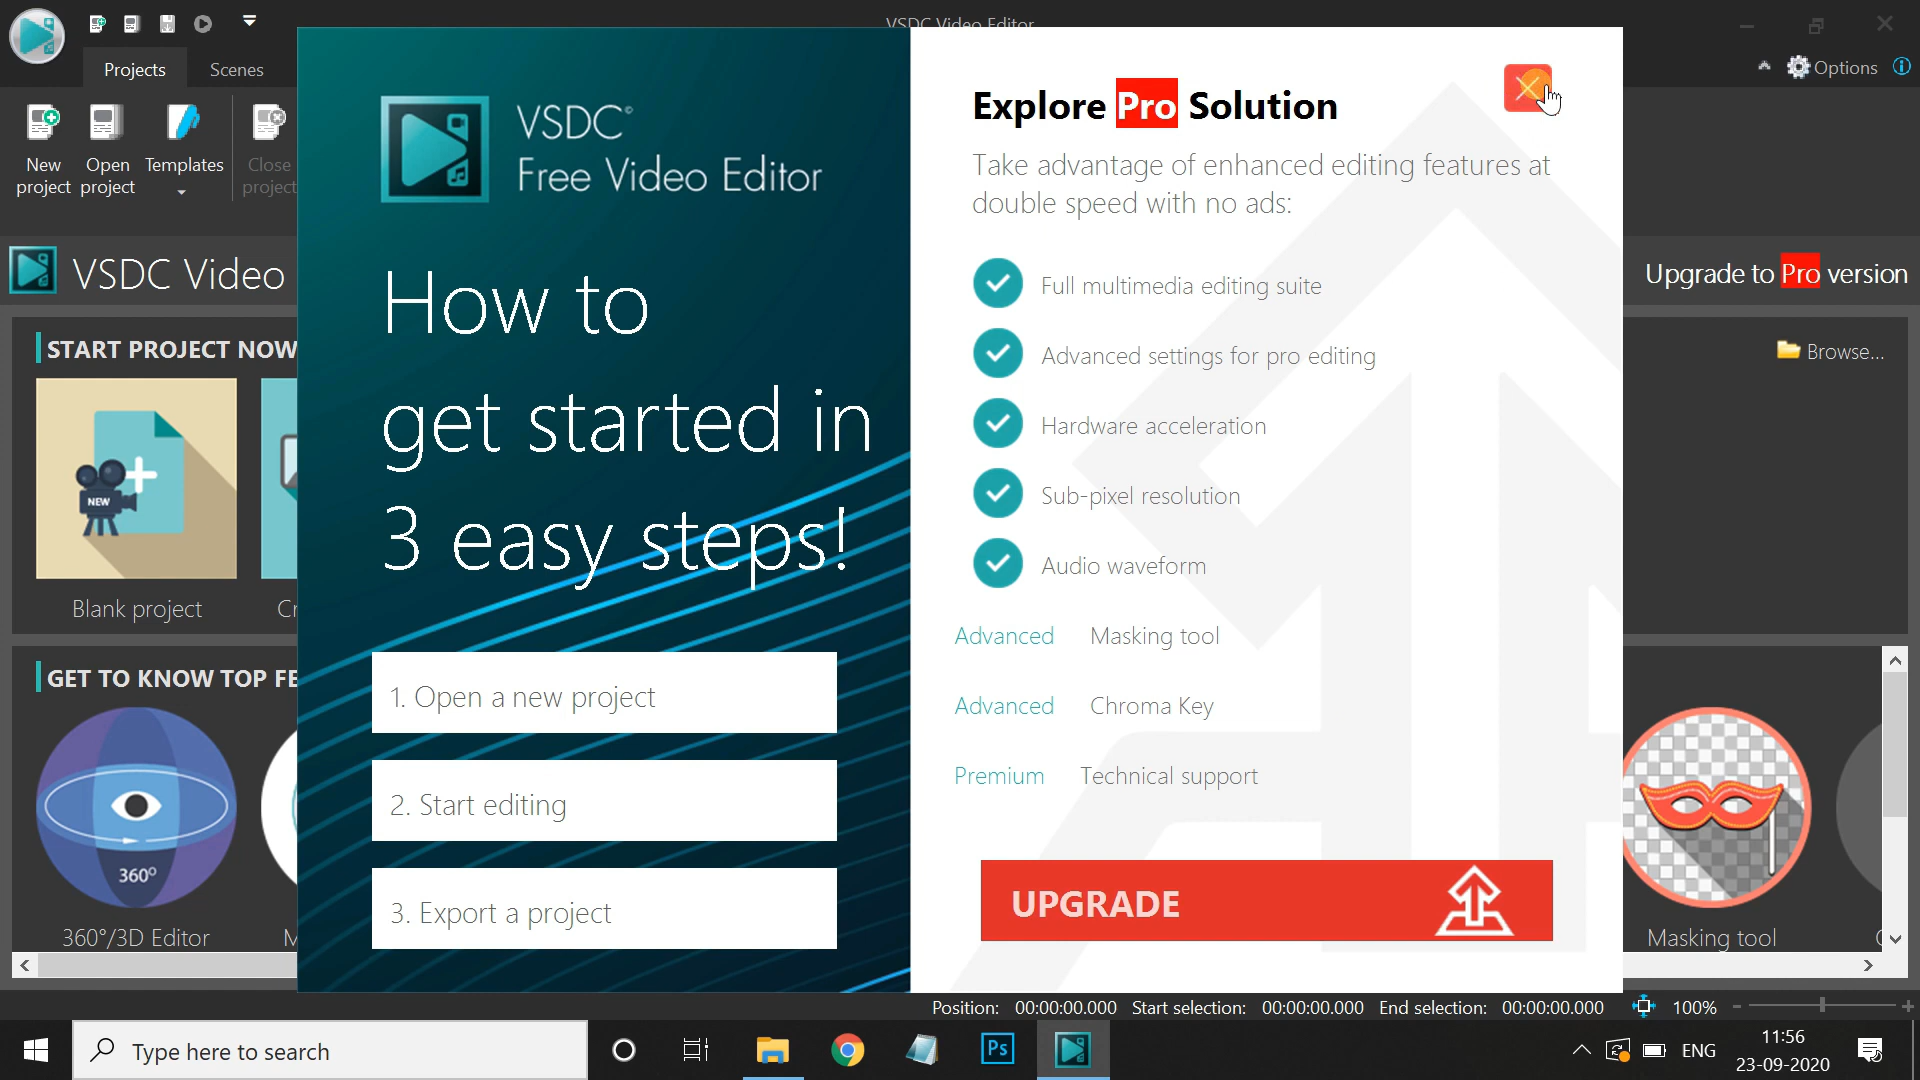 VSDC Video Editor
Projects
Scenes
Options
New project
Open project
Templates
Close project
VSDC Video
Upgrade to Pro version
START PROJECT NOW
Browse...
NEW
Blank project
GET TO KNOW TOP FE
360°
360°/3D Editor
Masking tool
VSDC©
Free Video Editor
How to
get started in
3 easy steps!
1. Open a new project
2. Start editing
3. Export a project
Explore Pro Solution
Take advantage of enhanced editing features at
double speed with no ads:
Full multimedia editing suite
Advanced settings for pro editing
Hardware acceleration
Sub-pixel resolution
Audio waveform
Advanced Masking tool
Advanced Chroma Key
Premium Technical support
UPGRADE
Position: 00:00:00.000 Start selection: 00:00:00.000 End selection: 00:00:00.000 100%
Type here to search
Ps
ENG
11:56
23-09-2020